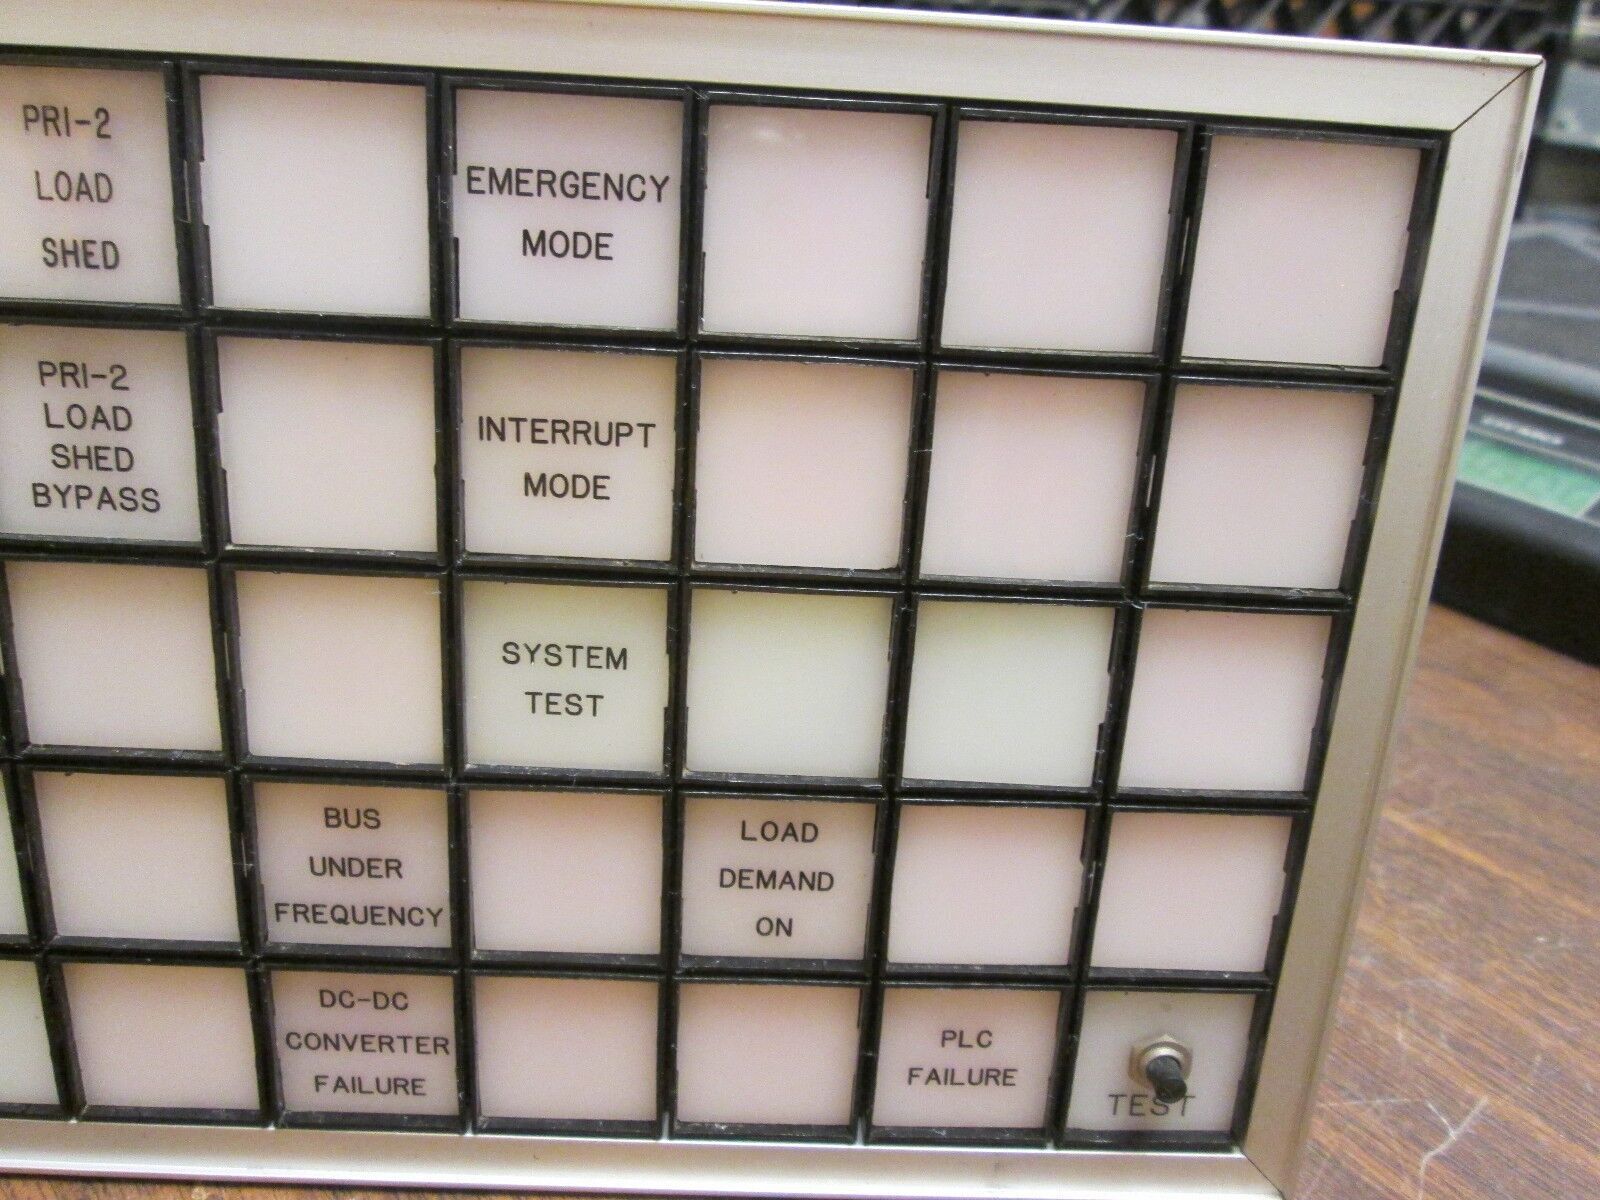 PRI-2
LOAD
SHED
EMERGENCY
MODE
PRI-2
LOAD
SHED
BYPASS
INTERRUPT
MODE
SYSTEM
TEST
BUS
UNDER
FREQUENCY
LOAD
DEMAND
ON
DC-DC
CONVERTER
FAILURE
PLC
FAILURE
TEST